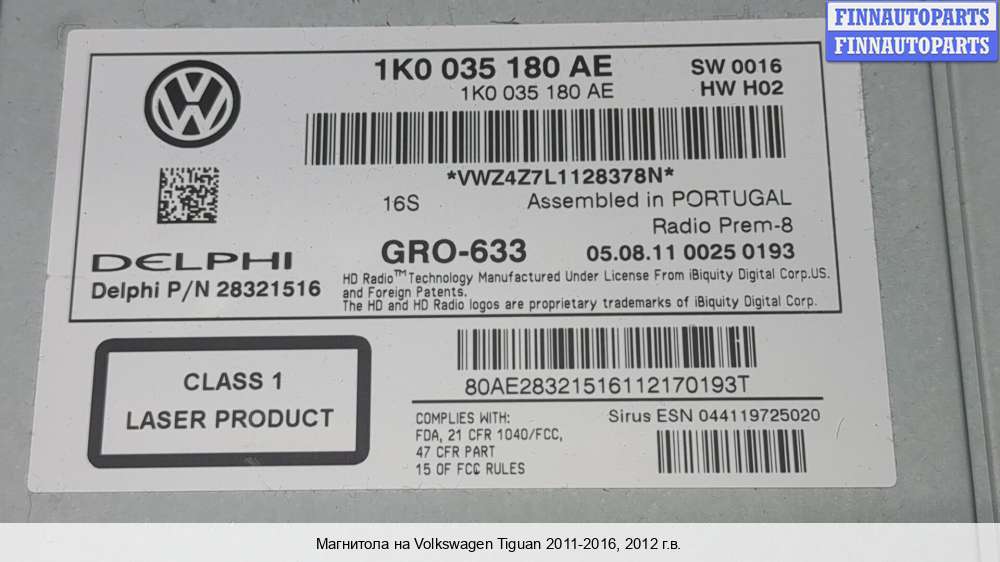 FINNAUTOPARTS
FINNAUTOPARTS
1K0 035 180 AE
SW 0016
1K0 035 180 AE
HW H02
*VWZ4Z7L1128378N*
16S
Assembled in PORTUGAL
Radio Prem-8
GRO-633
05.08.11 0025 0193
DELPHI
Delphi P/N 28321516
HD Radio™Technology Manufactured Under License From iBiquity Digital Corp.US.
and Foreign Patents.
The HD and HD Radio logos are proprietary trademarks of iBiquity Digital Corp.
CLASS 1
LASER PRODUCT
80AE28321516112170193T
COMPLIES WITH:
FDA, 21 CFR 1040/FCC,
47 CFR PART
15 OF FCC RULES
Sirus ESN 044119725020
Магнитола на Volkswagen Tiguan 2011-2016, 2012 г.в.